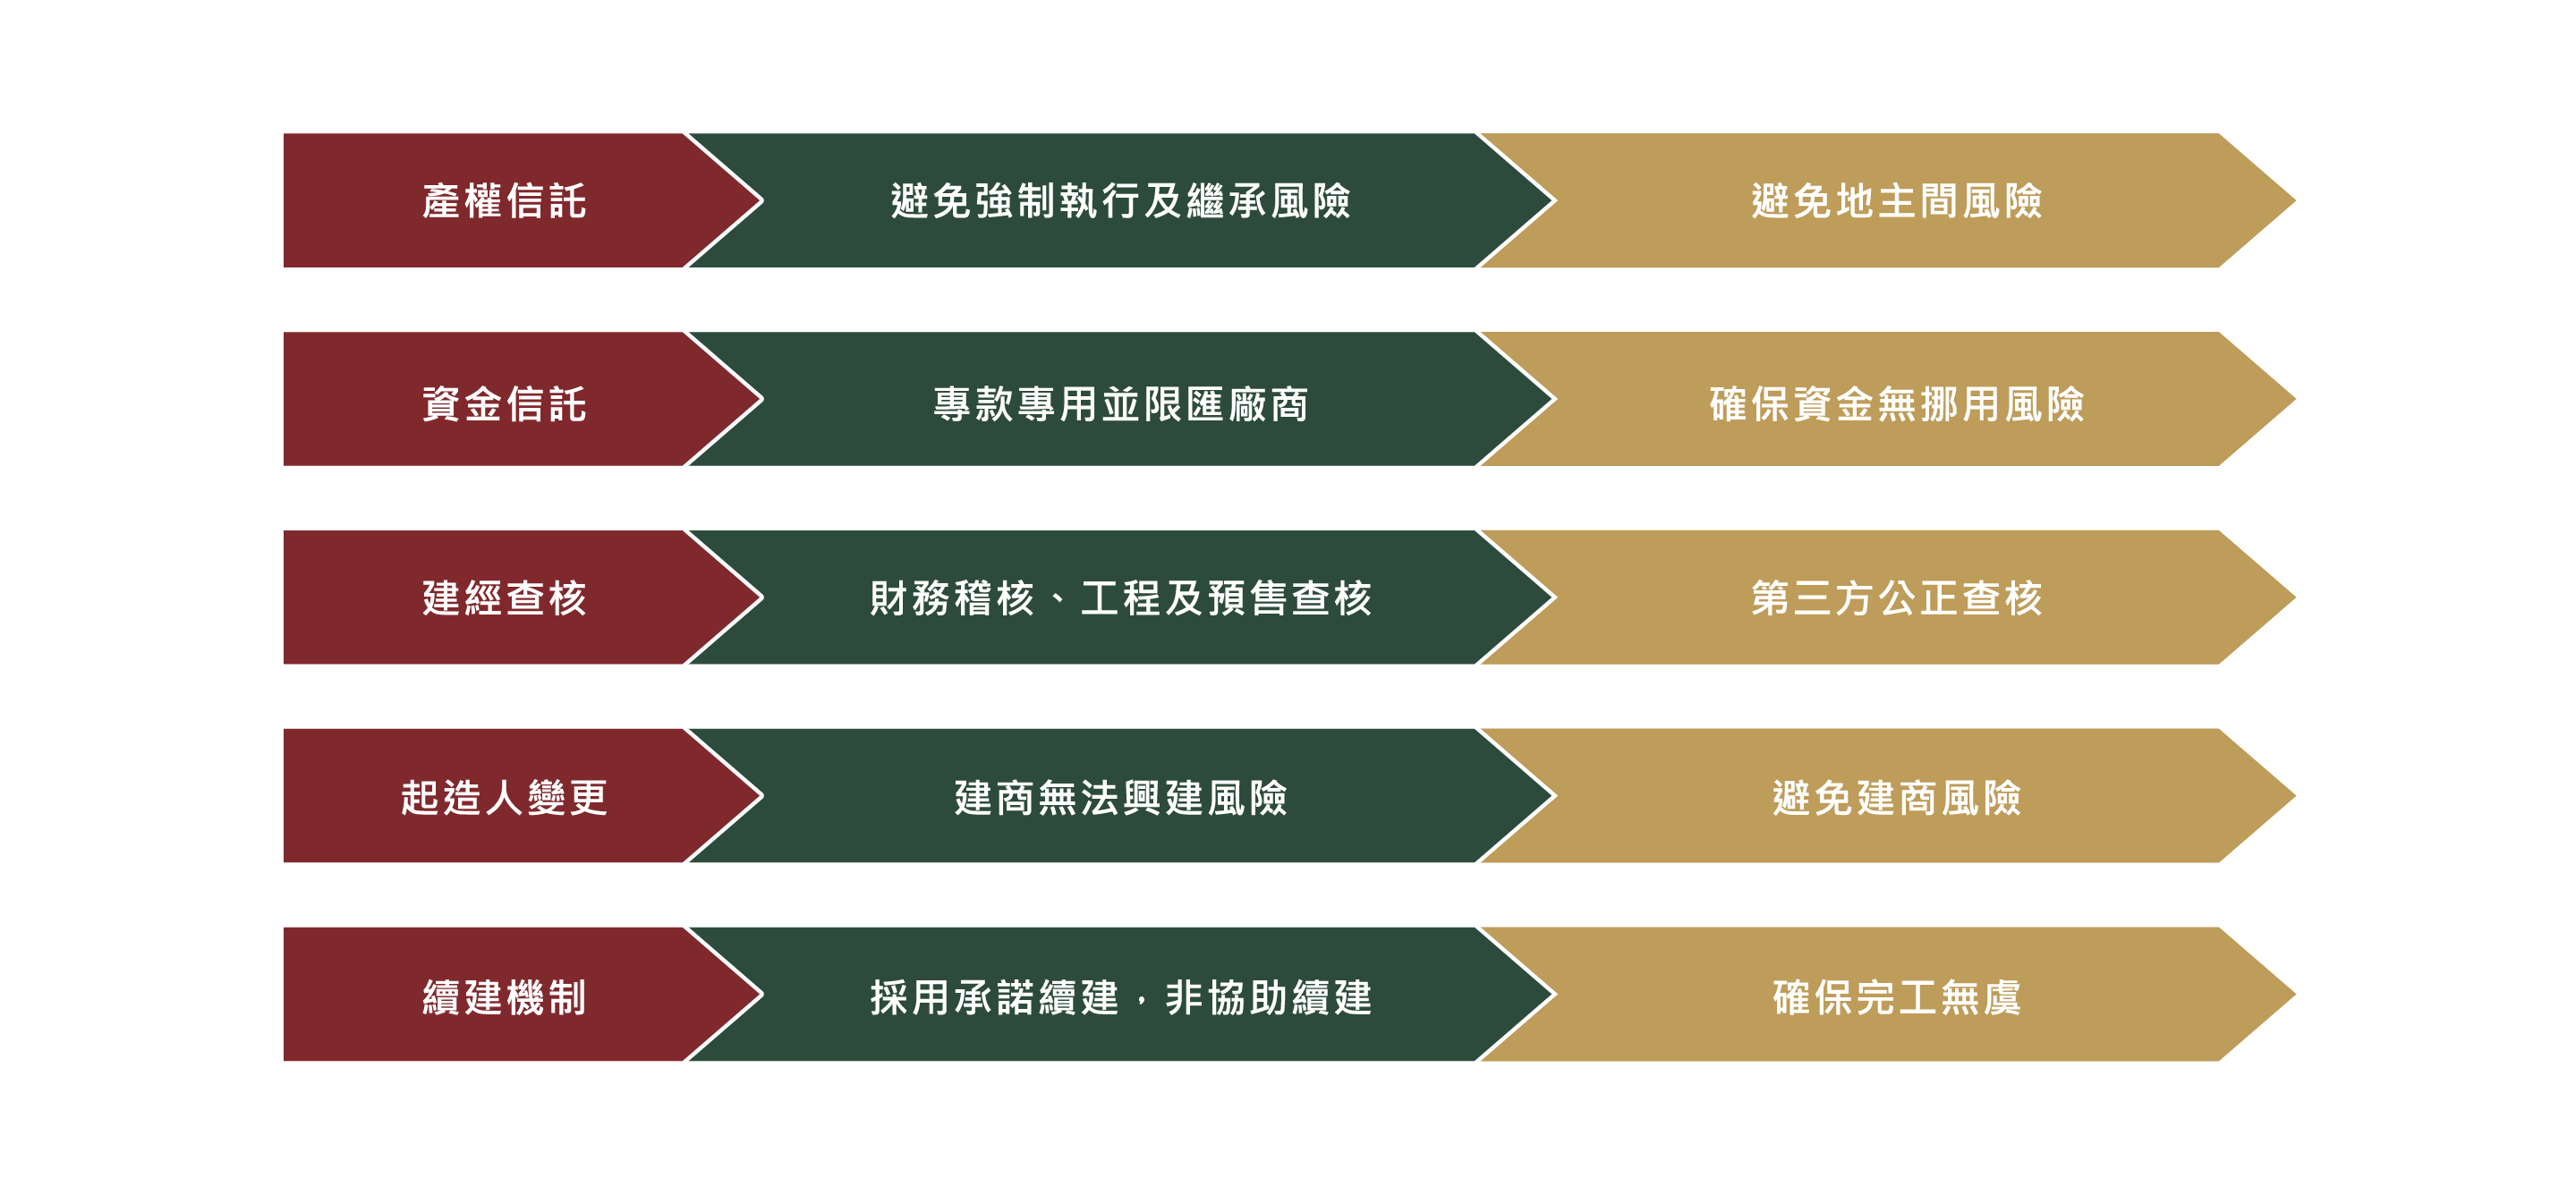 產權信託
避免強制執行及繼承風險
避免地主間風險
資金信託
專款專用並限匯廠商
確保資金無挪用風險
建經查核
財務稽核、工程及預售查核
第三方公正查核
起造人變更
建商無法興建風險
避免建商風險
續建機制
採用承諾續建，非協助續建
確保完工無虞